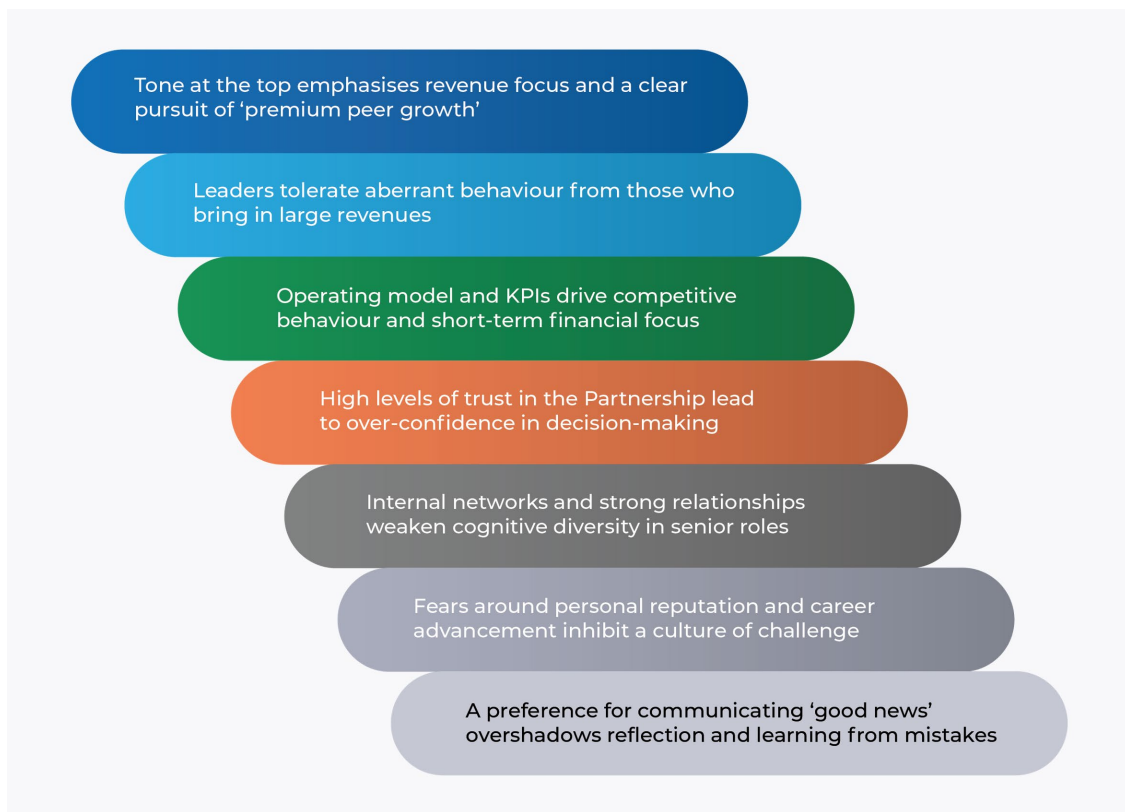 Tone at the top emphasises revenue focus and a clear
pursuit of ‘premium peer growth’
Leaders tolerate aberrant behaviour from those who
bring in large revenues
Operating model and KPIs drive competitive
behaviour and short-term financial focus
High levels of trust in the Partnership lead
to over-confidence in decision-making
Internal networks and strong relationships
weaken cognitive diversity in senior roles
Fears around personal reputation and career
advancement inhibit a culture of challenge
A preference for communicating ‘good news’
overshadows reflection and learning from mistakes